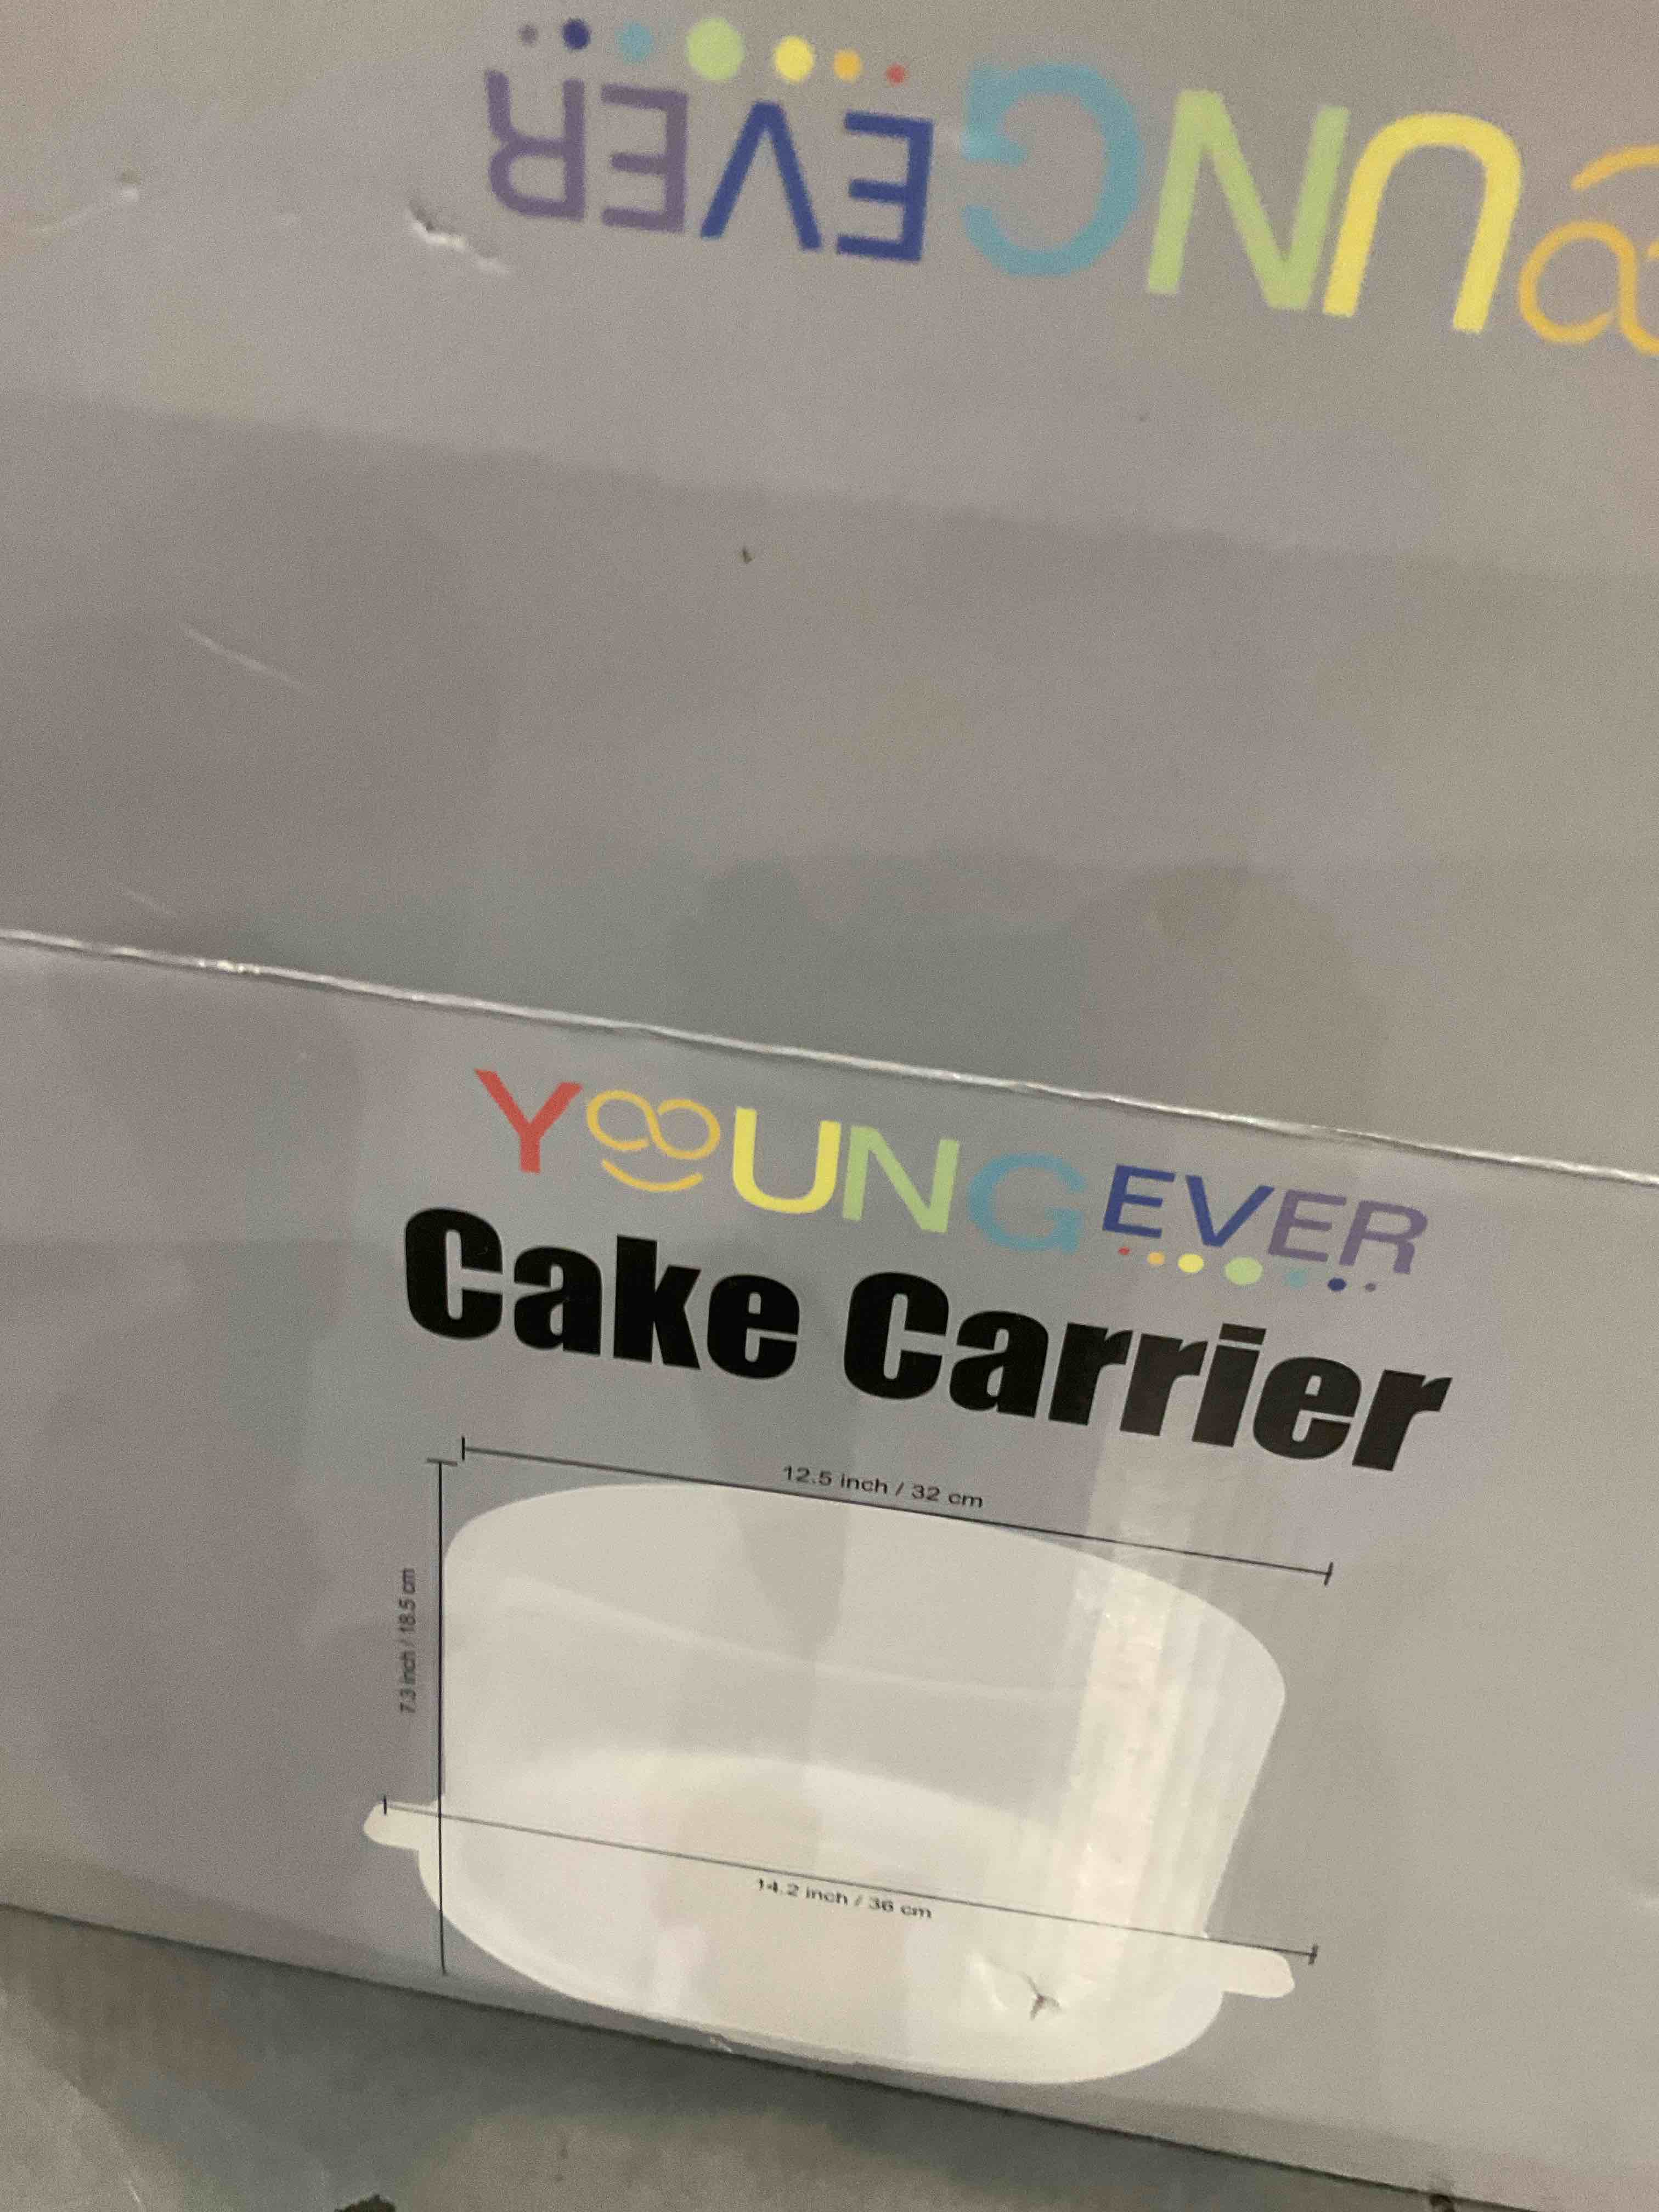 YOUNGEVER
YOUNGEVER
Cake Carrier
12.5 inch / 32 cm
7.3 inch / 18.5 cm
14.2 inch / 36 cm